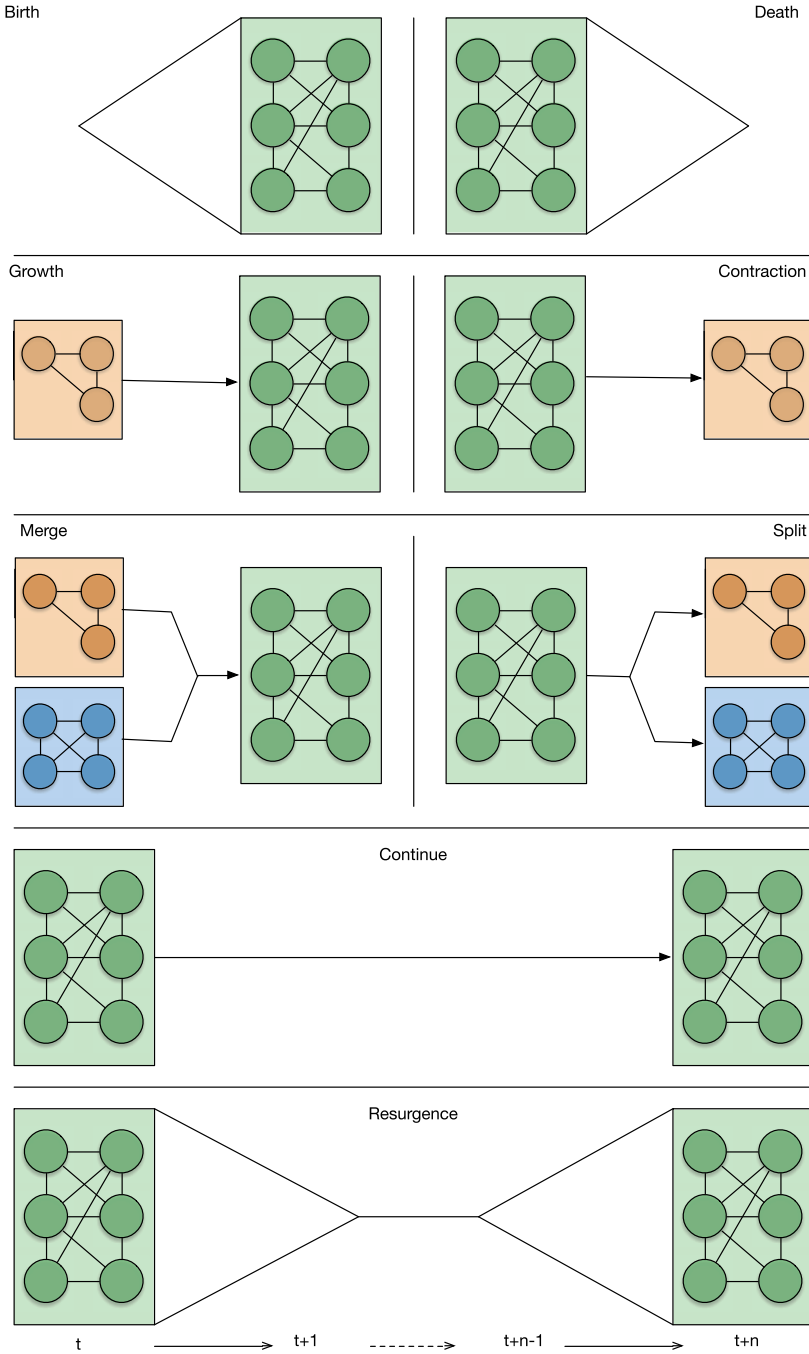 Birth
Death
Growth
Contraction
Merge
Split
Continue
Resurgence
t
t+1
t+n-1
t+n